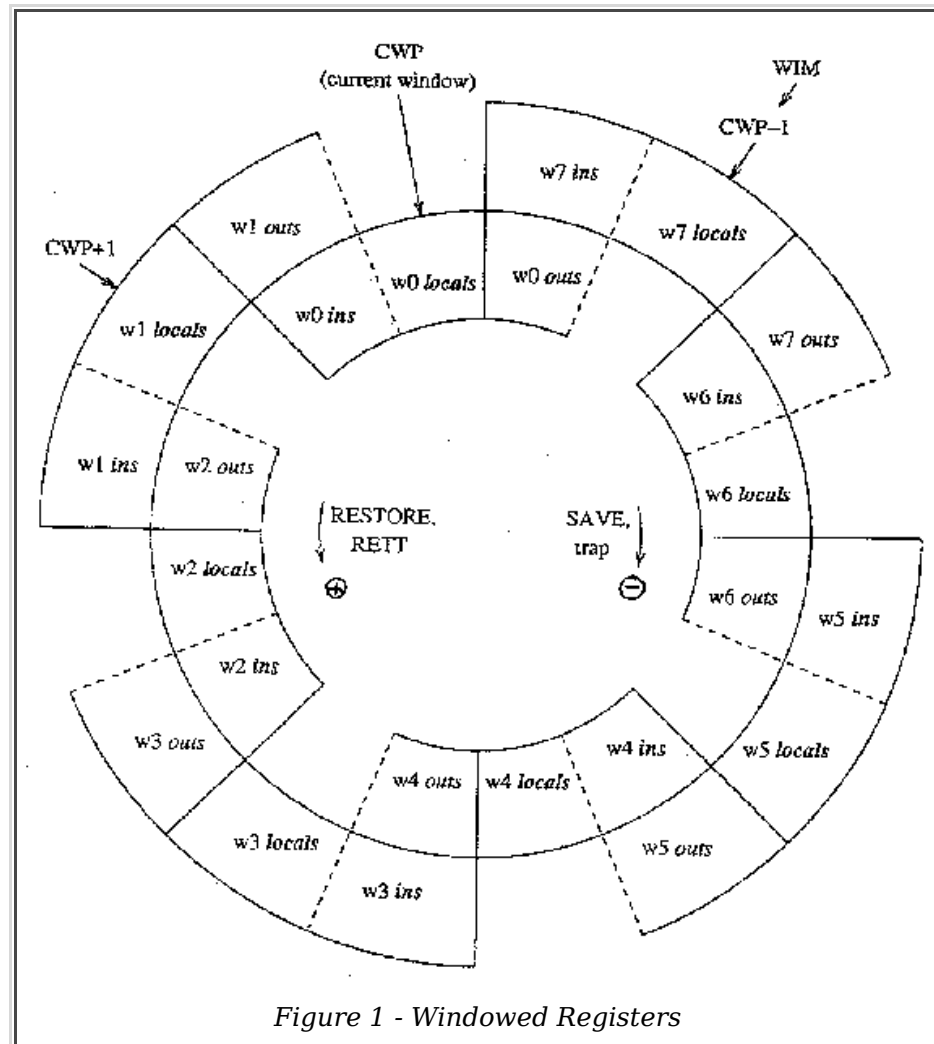 CWP
(current window)
WIM
CWP−1
w7 ins
w1 outs
w7 locals
CWP+1
w0 locals
w0 outs
w0 ins
w1 locals
w7 outs
w6 ins
w1 ins
w2 outs
w6 locals
RESTORE,
RETT
SAVE,
trap
w2 locals
+
−
w6 outs
w5 ins
w2 ins
w3 outs
w4 ins
w5 locals
w4 outs
w4 locals
w3 locals
w5 outs
w3 ins
Figure 1 - Windowed Registers